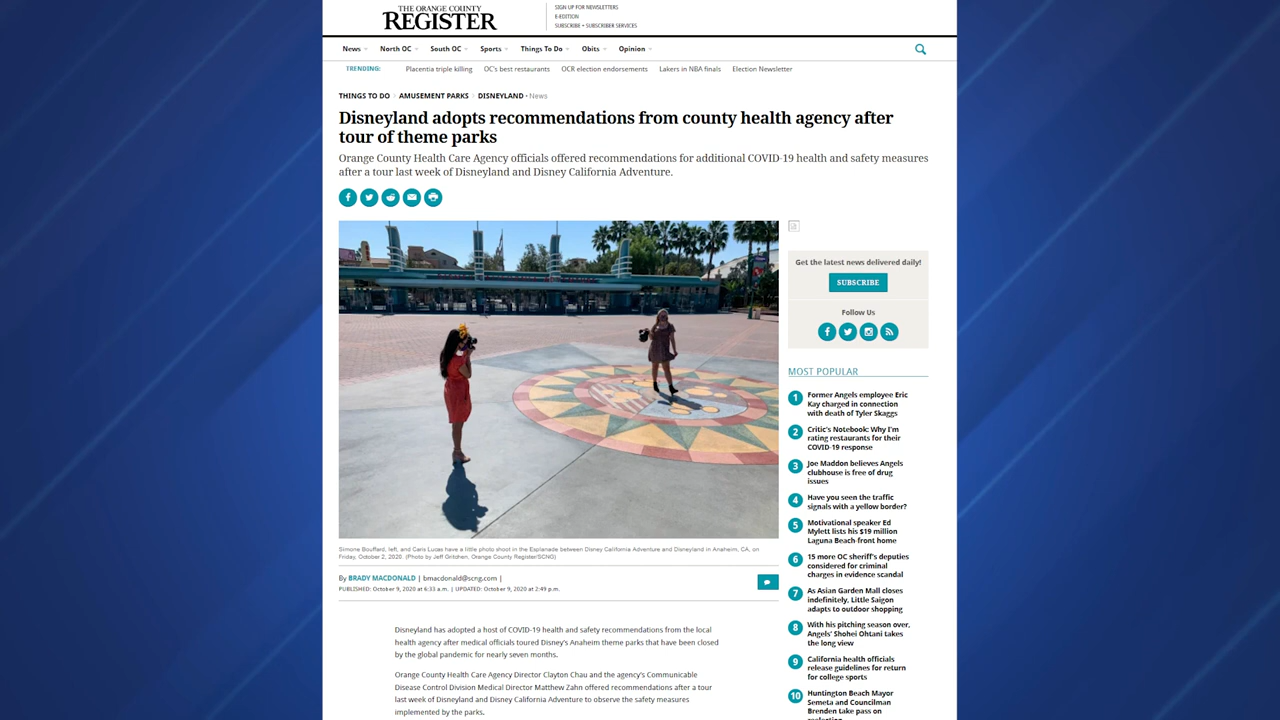 THE ORANGE COUNTY
REGISTER
SIGN UP FOR NEWSLETTERS
E-EDITION
SUBSCRIBE • SUBSCRIBER SERVICES
News North OC South OC Sports Things To Do Obits Opinion
TRENDING: Placentia triple killing OC's best restaurants OCR election endorsements Lakers in NBA finals Election Newsletter
THINGS TO DO AMUSEMENT PARKS DISNEYLAND • News
Disneyland adopts recommendations from county health agency after
tour of theme parks
Orange County Health Care Agency officials offered recommendations for additional COVID-19 health and safety measures
after a tour last week of Disneyland and Disney California Adventure.
Simone Bouffard, left, and Caris Lucas have a little photo shoot in the Esplanade between Disney California Adventure and Disneyland in Anaheim, CA, on
Friday, October 2, 2020. (Photo by Jeff Gritchen, Orange County Register/SCNG)
By BRADY MACDONALD | bmacdonald@scng.com |
PUBLISHED: October 9, 2020 at 6:33 a.m. | UPDATED: October 9, 2020 at 2:49 p.m.
Disneyland has adopted a host of COVID-19 health and safety recommendations from the local
health agency after medical officials toured Disney's Anaheim theme parks that have been closed
by the global pandemic for nearly seven months.
Orange County Health Care Agency Director Clayton Chau and the agency's Communicable
Disease Control Division Medical Director Matthew Zahn offered recommendations after a tour
last week of Disneyland and Disney California Adventure to observe the safety measures
implemented by the parks.
Get the latest news delivered daily!
SUBSCRIBE
Follow Us
MOST POPULAR
1 Former Angels employee Eric
Kay charged in connection
with death of Tyler Skaggs
2 Critic's Notebook: Why I'm
rating restaurants for their
COVID-19 response
3 Joe Maddon believes Angels
clubhouse is free of drug
issues
4 Have you seen the traffic
signals with a yellow border?
5 Motivational speaker Ed
Mylett lists his $19 million
Laguna Beach-front home
6 15 more OC sheriff's deputies
considered for criminal
charges in evidence scandal
7 As Asian Garden Mall closes
indefinitely, Little Saigon
adapts to outdoor shopping
8 With his pitching season over,
Angels' Shohei Ohtani takes
the long view
9 California health officials
release guidelines for return
for college sports
10 Huntington Beach Mayor
Semeta and Councilman
Brenden take pass on